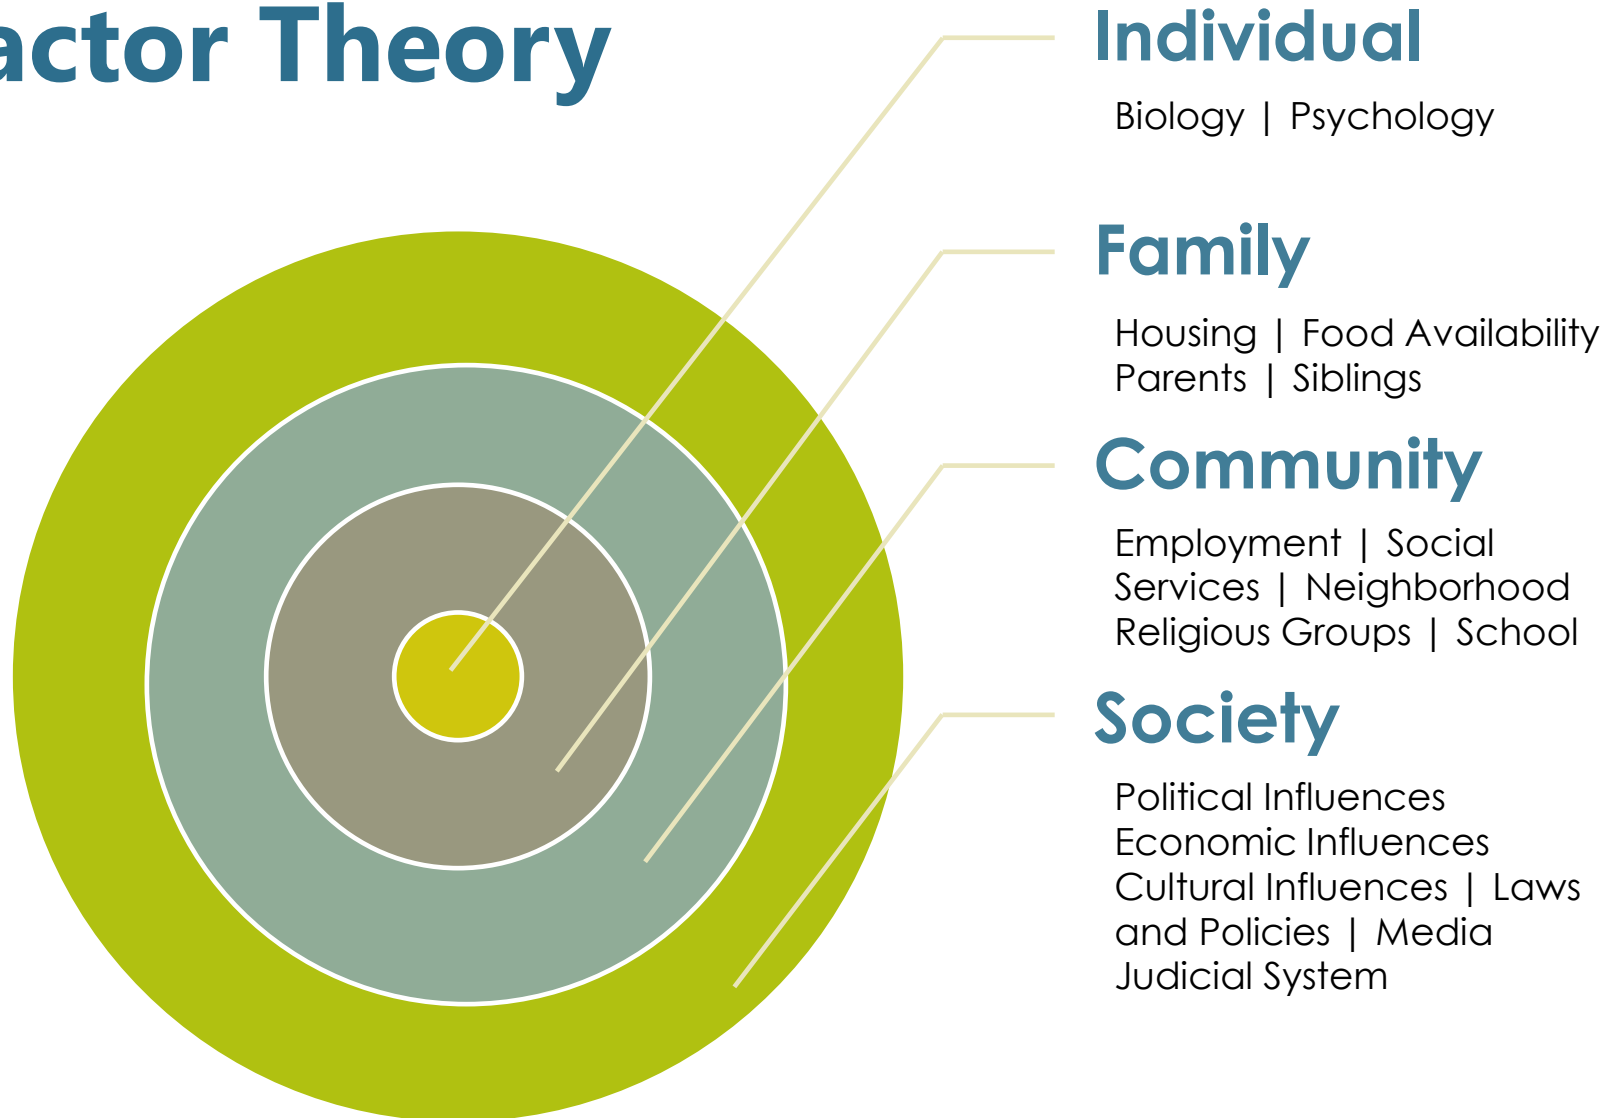 actor Theory
Individual
Biology | Psychology
Family
Housing | Food Availability
Parents | Siblings
Community
Employment | Social
Services | Neighborhood
Religious Groups | School
Society
Political Influences
Economic Influences
Cultural Influences | Laws
and Policies | Media
Judicial System